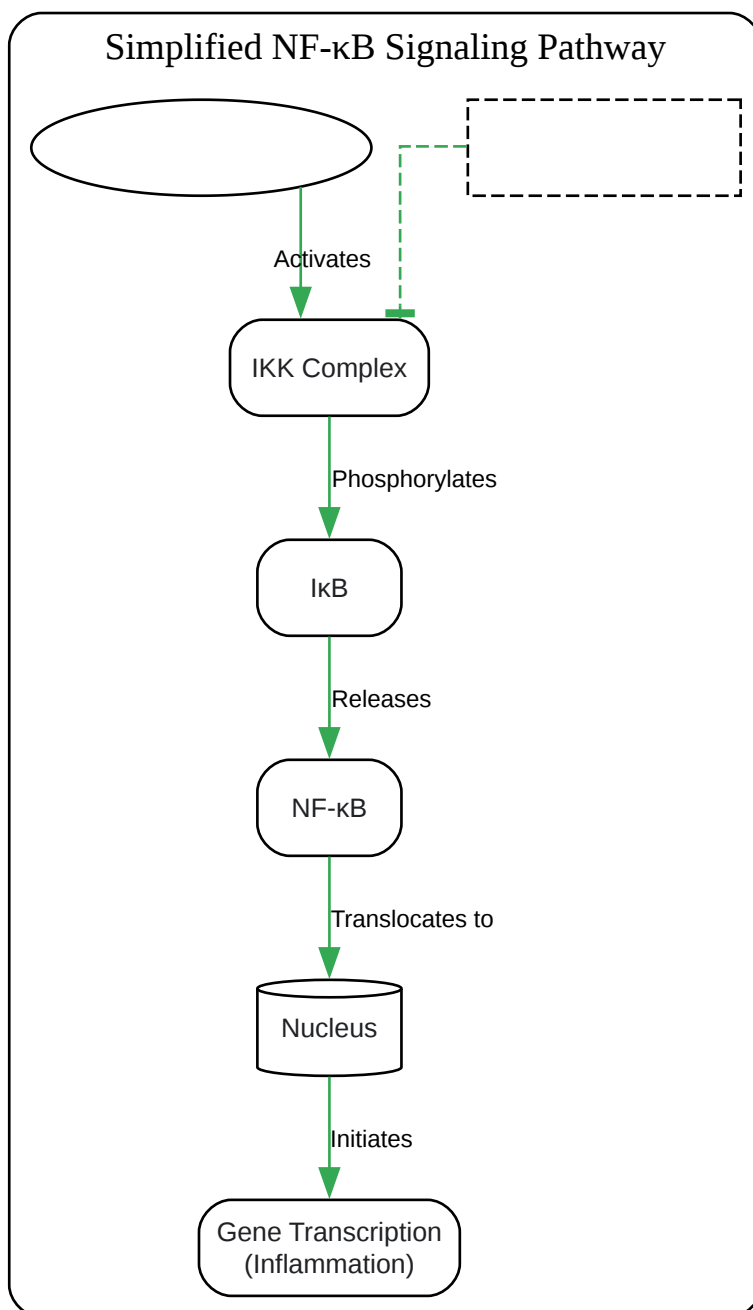 Simplified NF-κB Signaling Pathway
Activates
IKK Complex
Phosphorylates
IκB
Releases
NF-κB
Translocates to
Nucleus
Initiates
Gene Transcription
(Inflammation)